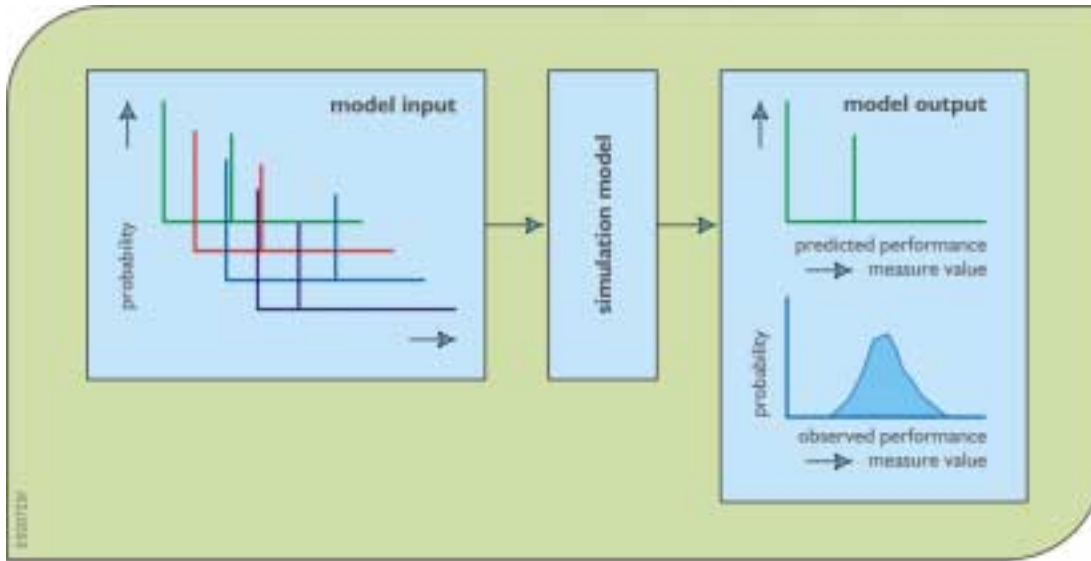 model input
probability
simulation model
model output
predicted performance
measure value
probability
observed performance
measure value